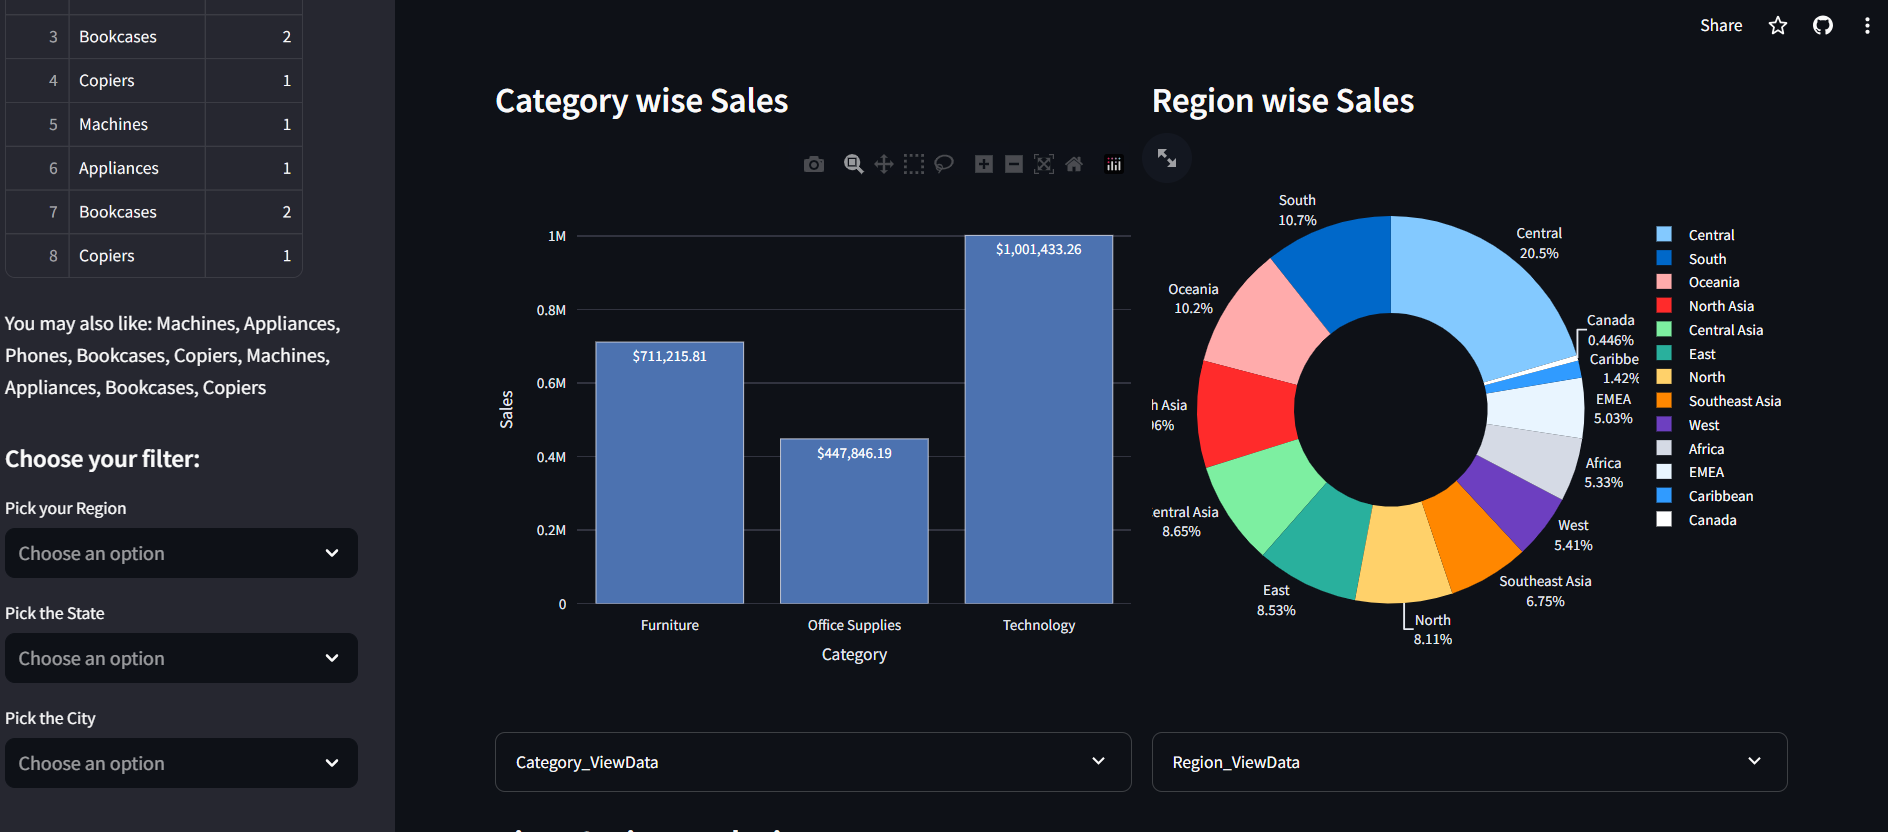 3 Bookcases 2
4 Copiers 1
5 Machines 1
6 Appliances 1
7 Bookcases 2
8 Copiers 1
You may also like: Machines, Appliances,
Phones, Bookcases, Copiers, Machines,
Appliances, Bookcases, Copiers
Choose your filter:
Pick your Region
Choose an option
Pick the State
Choose an option
Pick the City
Choose an option
Share
Category wise Sales
1M
0.8M
0.6M
0.4M
0.2M
0
Sales
$711,215.81
$447,846.19
$1,001,433.26
Furniture
Office Supplies
Technology
Category
Category_ViewData
Region wise Sales
South
10.7%
Central
20.5%
Oceania
10.2%
Canada
0.446%
Caribbe
1.42%
h Asia
96%
EMEA
5.03%
Africa
5.33%
entral Asia
8.65%
West
5.41%
East
8.53%
Southeast Asia
6.75%
North
8.11%
Central
South
Oceania
North Asia
Central Asia
East
North
Southeast Asia
West
Africa
EMEA
Caribbean
Canada
Region_ViewData